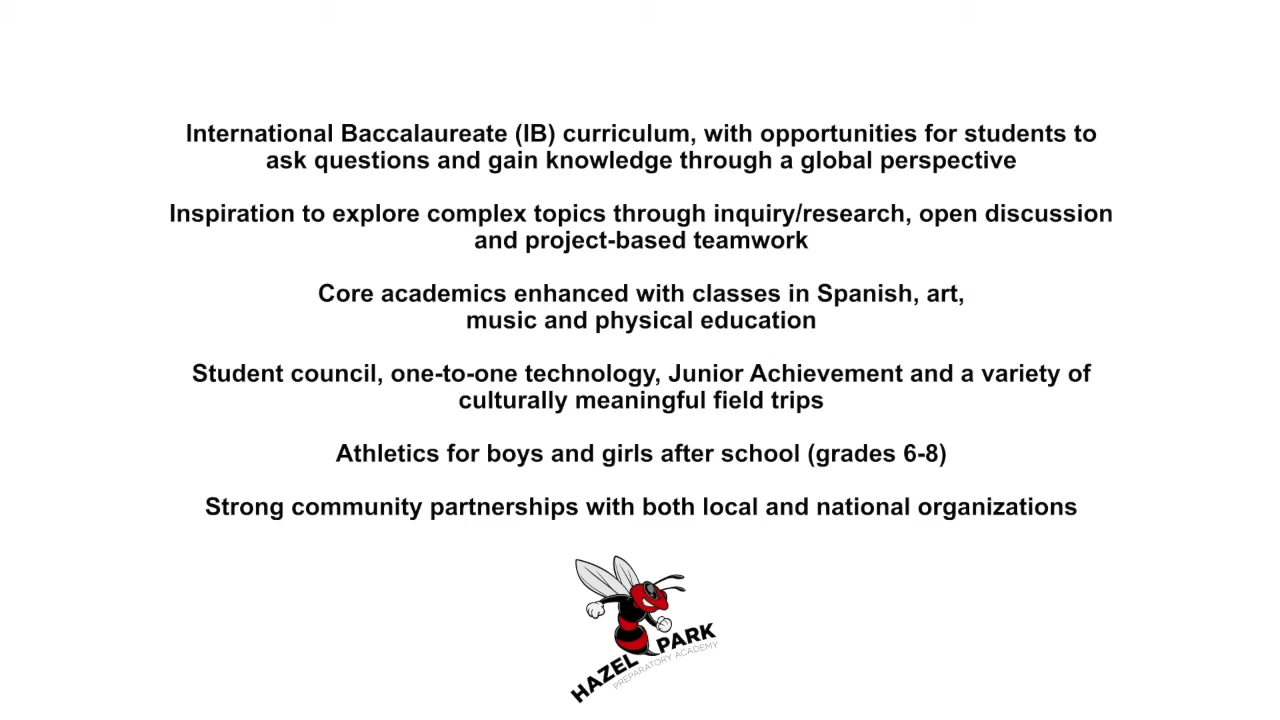 International Baccalaureate (IB) curriculum, with opportunities for students to
ask questions and gain knowledge through a global perspective
Inspiration to explore complex topics through inquiry/research, open discussion
and project-based teamwork
Core academics enhanced with classes in Spanish, art,
music and physical education
Student council, one-to-one technology, Junior Achievement and a variety of
culturally meaningful field trips
Athletics for boys and girls after school (grades 6-8)
Strong community partnerships with both local and national organizations
HAZEL PARK
PREPARATORY ACADEMY